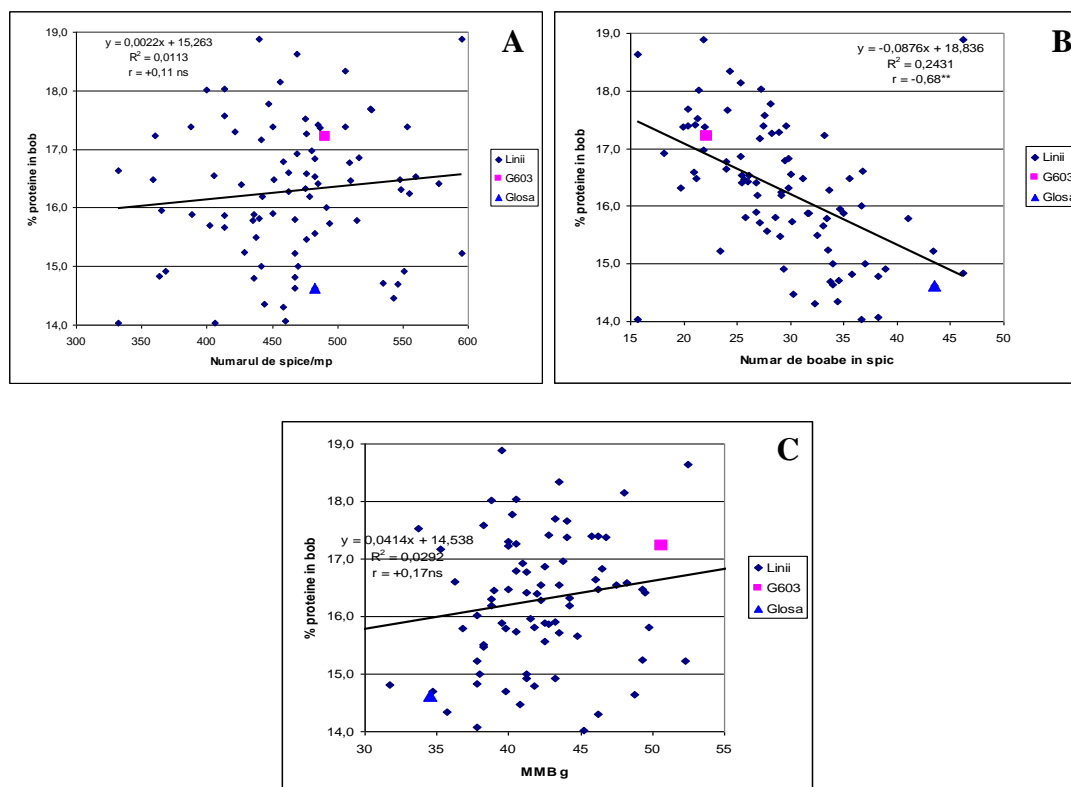 A
y = 0,0022x + 15,263
R² = 0,0113
r = +0,11 ns
% proteine in bob
19,0
18,0
17,0
16,0
15,0
14,0
300
350
400
450
500
550
600
Numarul de spice/mp
Linii
G603
Glosa
B
y = -0,0876x + 18,836
R² = 0,2431
r = -0,68**
% proteine in bob
19,0
18,0
17,0
16,0
15,0
14,0
15
20
25
30
35
40
45
50
Numar de boabe in spic
Linii
G603
Glosa
C
y = 0,0414x + 14,538
R² = 0,0292
r = +0,17ns
% proteine in bob
19,0
18,0
17,0
16,0
15,0
14,0
30
35
40
45
50
55
MMB g
Linii
G603
Glosa